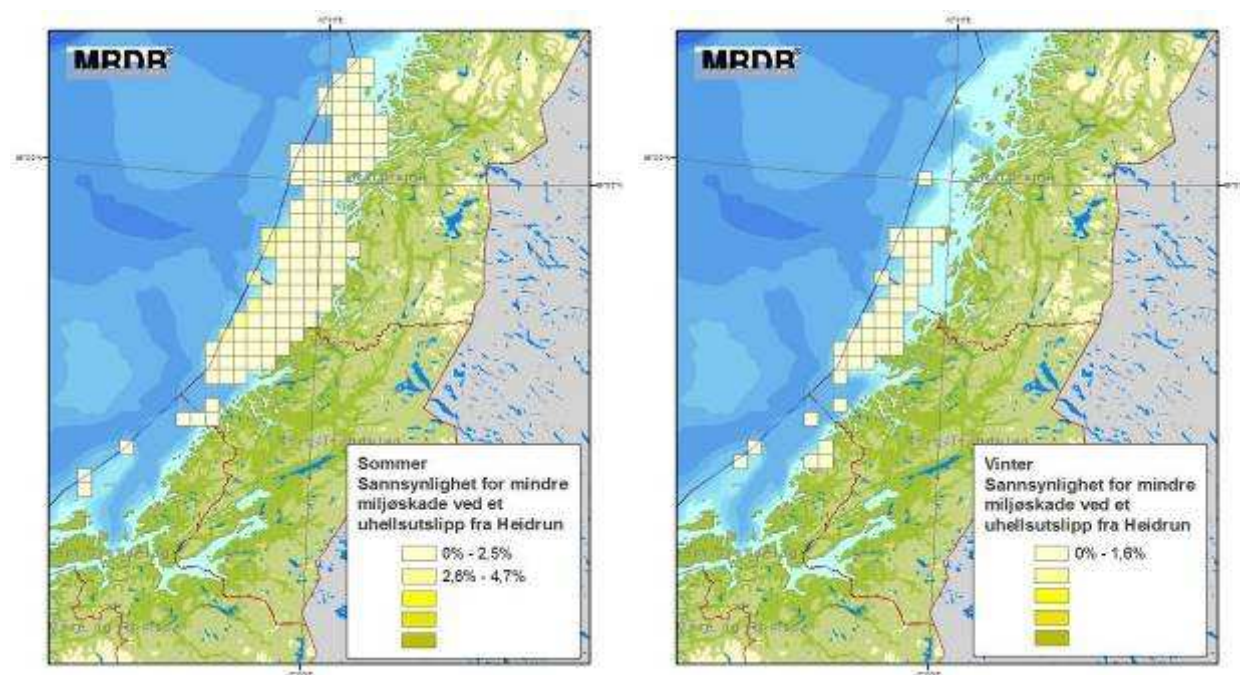 MRDB®
Sommer
Sannsynlighet for mindre
miljøskade ved et
uhellsutslipp fra Heidrun
0% - 2,5%
2,6% - 4,7%
MRDB®
Vinter
Sannsynlighet for mindre
miljøskade ved et
uhellsutslipp fra Heidrun
0% - 1,6%